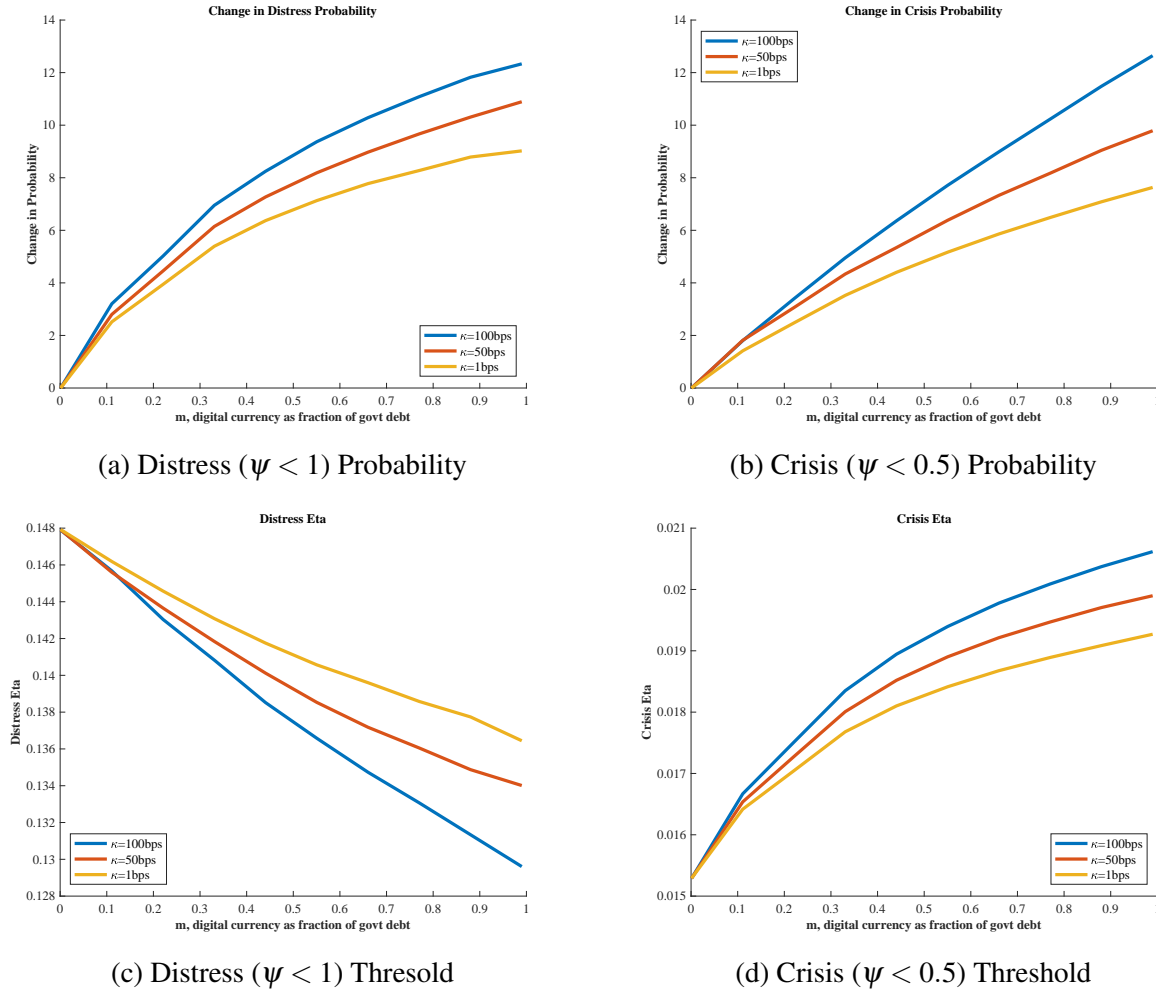 Change in Distress Probability
Change in Probability
14
12
10
8
6
4
2
0
κ=100bps
κ=50bps
κ=1bps
0 0.1 0.2 0.3 0.4 0.5 0.6 0.7 0.8 0.9 1
m, digital currency as fraction of govt debt
(a) Distress (ψ < 1) Probability
Change in Crisis Probability
Change in Probability
14
12
10
8
6
4
2
0
κ=100bps
κ=50bps
κ=1bps
0 0.1 0.2 0.3 0.4 0.5 0.6 0.7 0.8 0.9 1
m, digital currency as fraction of govt debt
(b) Crisis (ψ < 0.5) Probability
Distress Eta
Distress Eta
0.148
0.146
0.144
0.142
0.14
0.138
0.136
0.134
0.132
0.13
0.128
κ=100bps
κ=50bps
κ=1bps
0 0.1 0.2 0.3 0.4 0.5 0.6 0.7 0.8 0.9 1
m, digital currency as fraction of govt debt
(c) Distress (ψ < 1) Thresold
Crisis Eta
Crisis Eta
0.021
0.02
0.019
0.018
0.017
0.016
0.015
κ=100bps
κ=50bps
κ=1bps
0 0.1 0.2 0.3 0.4 0.5 0.6 0.7 0.8 0.9 1
m, digital currency as fraction of govt debt
(d) Crisis (ψ < 0.5) Threshold